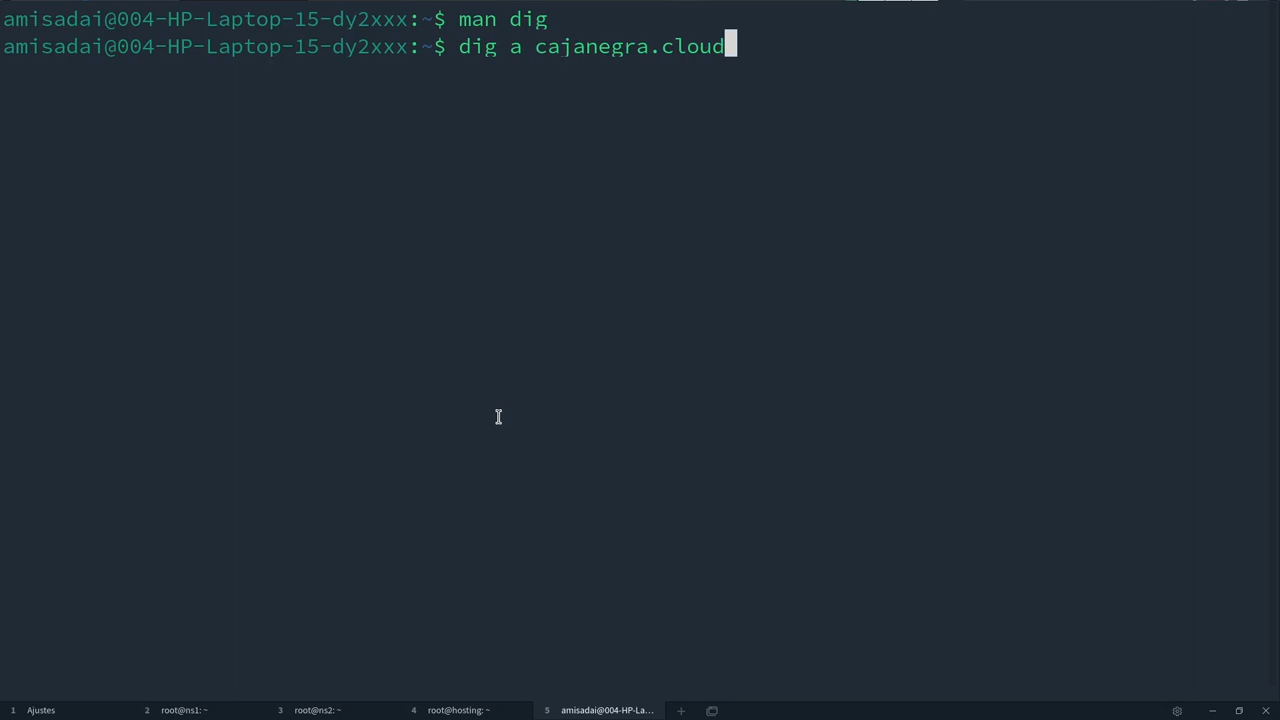 amisadai@004-HP-Laptop-15-dy2xxx:~$ man dig
amisadai@004-HP-Laptop-15-dy2xxx:~$ dig a cajanegra.cloud
1 Ajustes 2 root@ns1: ~ 3 root@ns2: ~ 4 root@hosting: ~ 5 amisadai@004-HP-La...